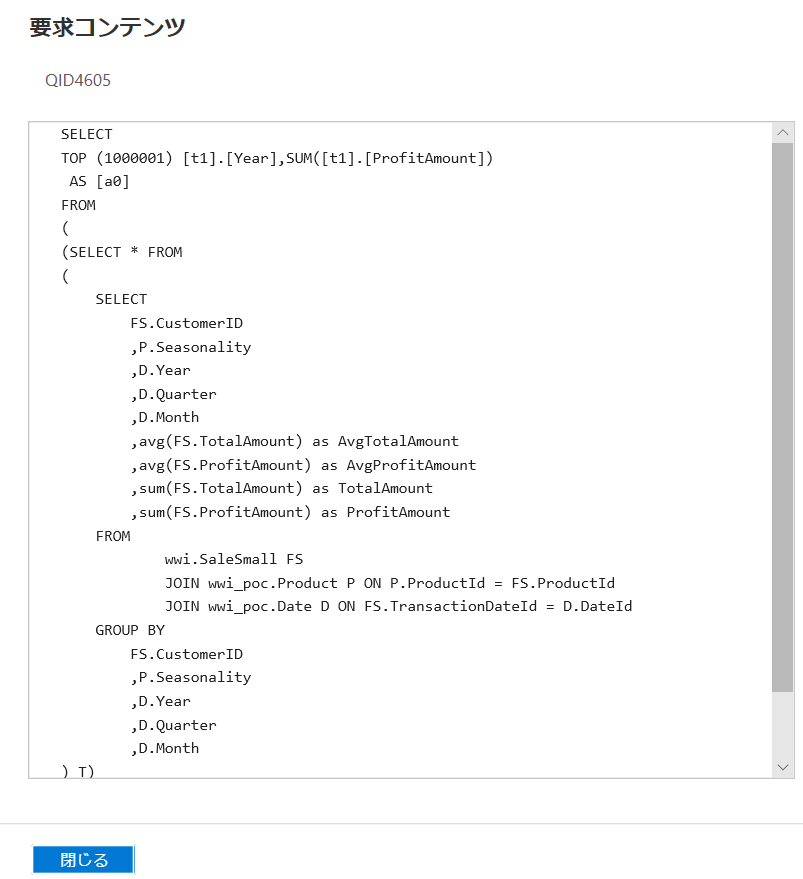 要求コンテンツ
QID4605
SELECT
TOP (1000001) [t1].[Year],SUM([t1].[ProfitAmount])
 AS [a0]
FROM
(
(SELECT * FROM
(
    SELECT
        FS.CustomerID
        ,P.Seasonality
        ,D.Year
        ,D.Quarter
        ,D.Month
        ,avg(FS.TotalAmount) as AvgTotalAmount
        ,avg(FS.ProfitAmount) as AvgProfitAmount
        ,sum(FS.TotalAmount) as TotalAmount
        ,sum(FS.ProfitAmount) as ProfitAmount
    FROM
            wwi.SaleSmall FS
            JOIN wwi_poc.Product P ON P.ProductId = FS.ProductId
            JOIN wwi_poc.Date D ON FS.TransactionDateId = D.DateId
    GROUP BY
        FS.CustomerID
        ,P.Seasonality
        ,D.Year
        ,D.Quarter
        ,D.Month
) T)
閉じる